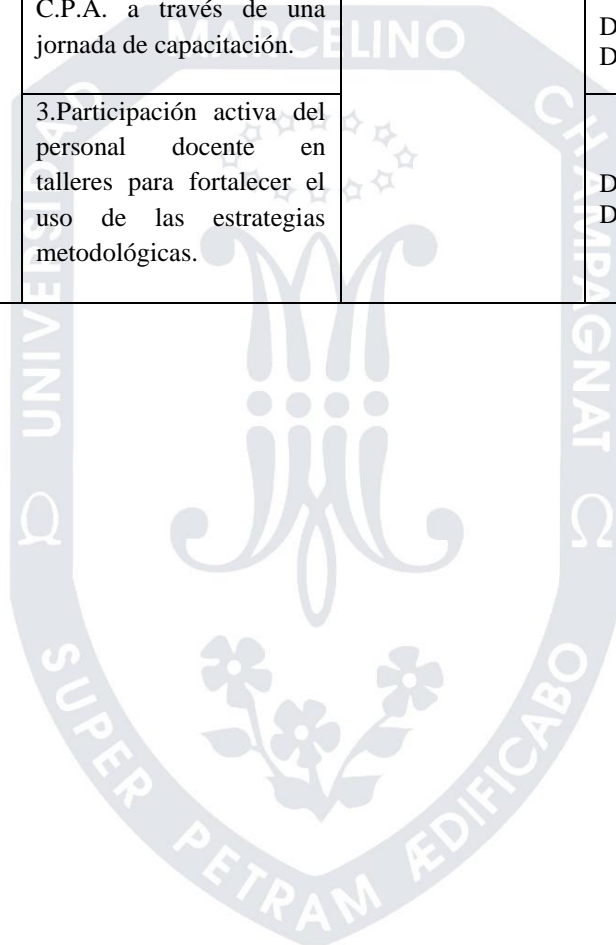 C.P.A. a través de una
jornada de capacitación.
D
D
3.Participación activa del
personal docente en
talleres para fortalecer el
uso de las estrategias
metodológicas.
D
D
UNIVERSIDAD
MARCELINO
CHAMPAGNAT
Ω
Ω
SUPER PETRAM ÆDIFICABO